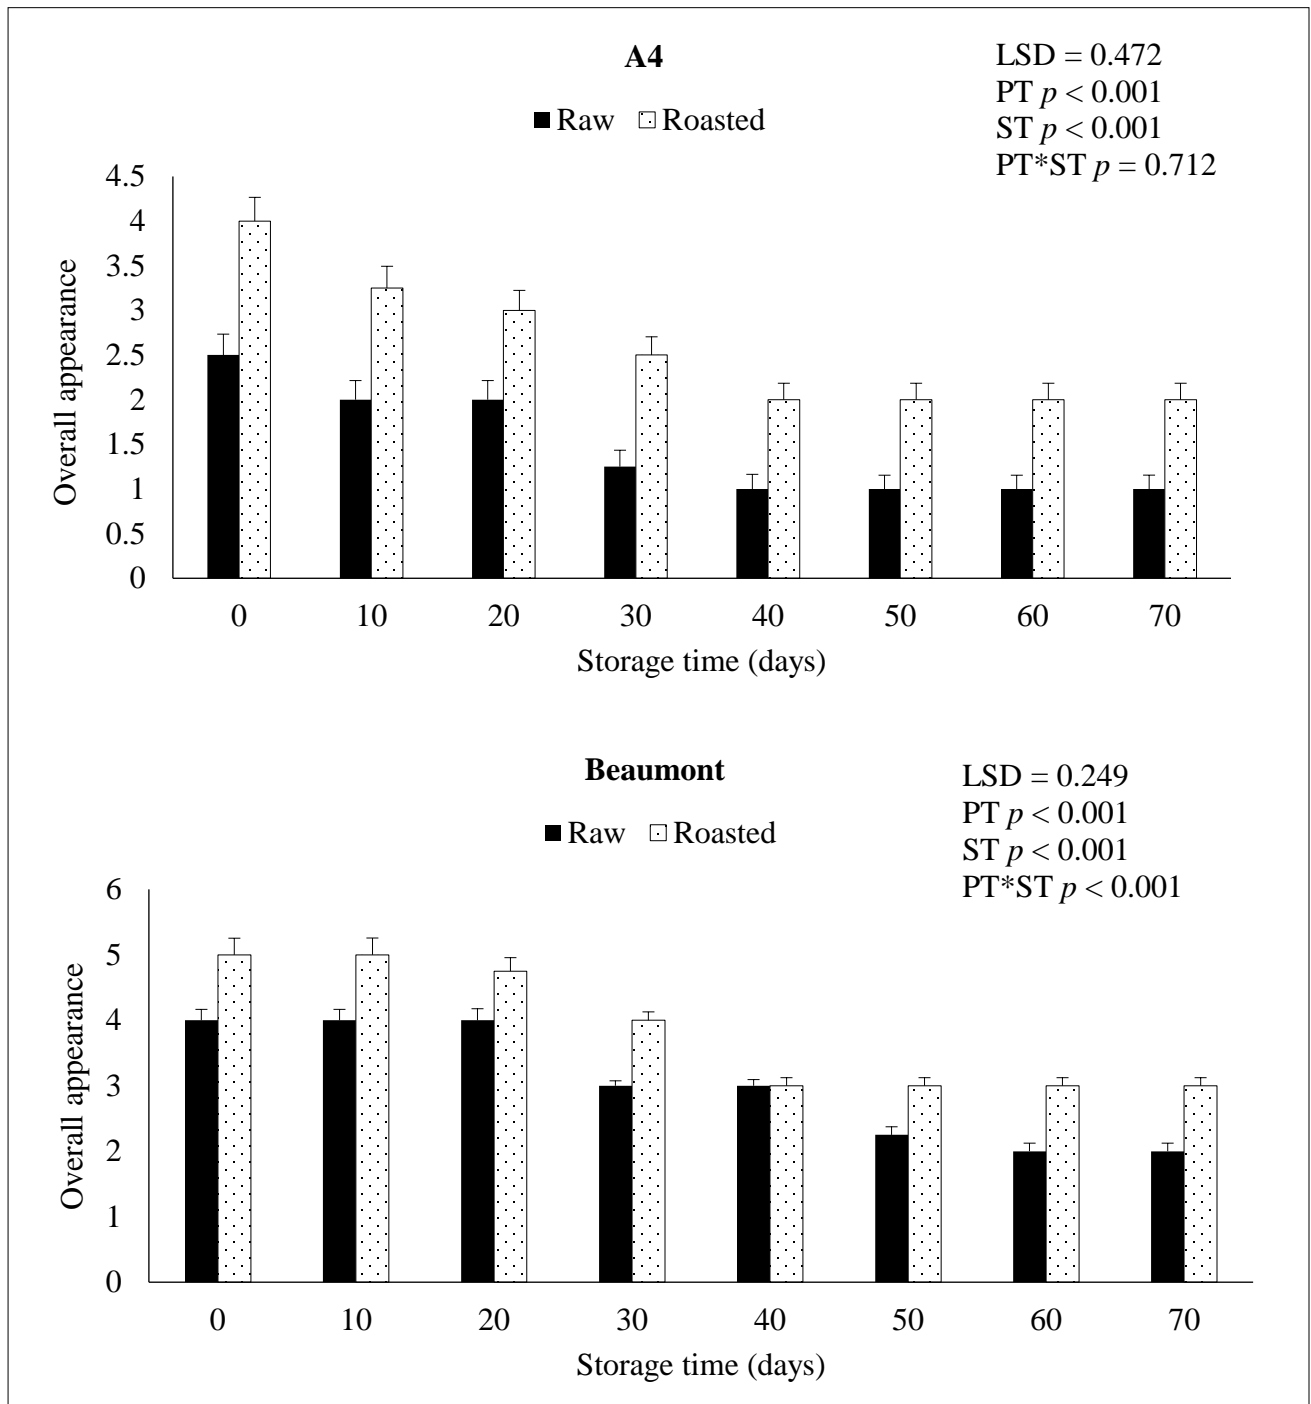 A4
LSD = 0.472
PT p < 0.001
ST p < 0.001
PT*ST p = 0.712
Raw Roasted
4.5
4
3.5
3
2.5
2
1.5
1
0.5
0
Overall appearance
0 10 20 30 40 50 60 70
Storage time (days)
Beaumont
LSD = 0.249
PT p < 0.001
ST p < 0.001
PT*ST p < 0.001
Raw Roasted
6
5
4
3
2
1
0
Overall appearance
0 10 20 30 40 50 60 70
Storage time (days)